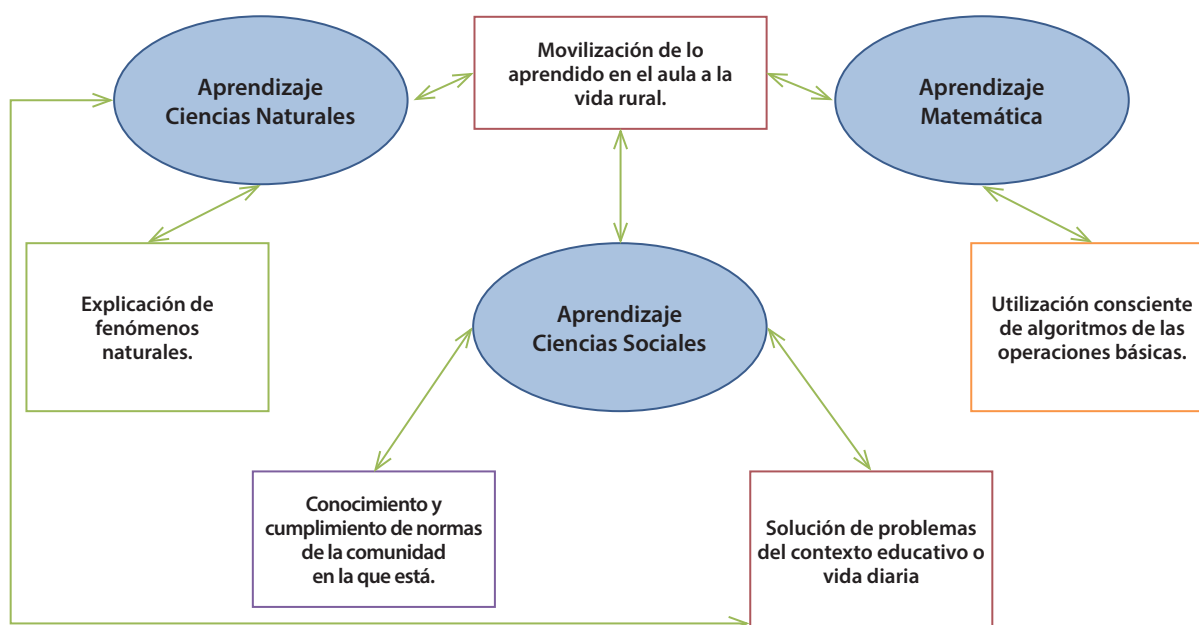 Aprendizaje
Ciencias Naturales
Movilización de lo
aprendido en el aula a la
vida rural.
Aprendizaje
Matemática
Explicación de
fenómenos
naturales.
Aprendizaje
Ciencias Sociales
Utilización consciente
de algoritmos de las
operaciones básicas.
Conocimiento y
cumplimiento de normas
de la comunidad
en la que está.
Solución de problemas
del contexto educativo o
vida diaria